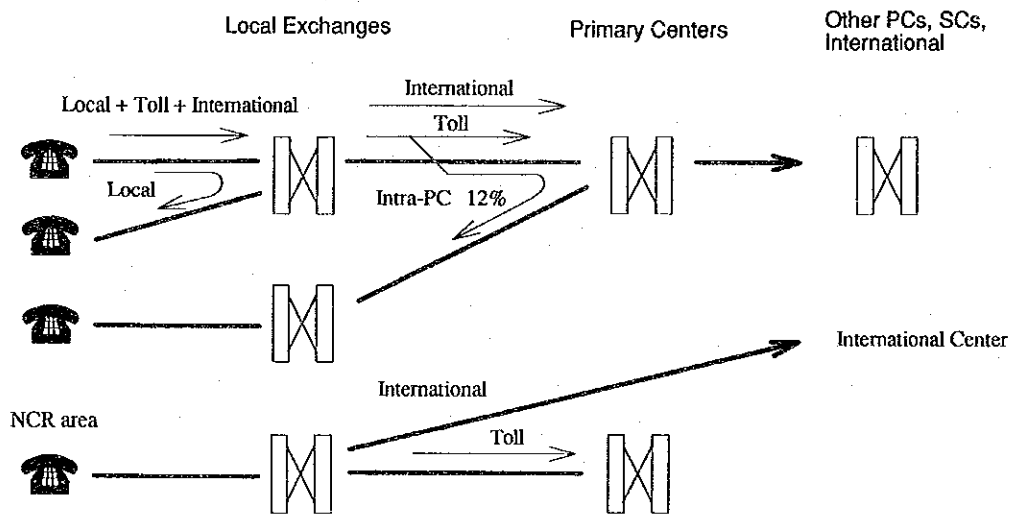 Local Exchanges
Primary Centers
Other PCs, SCs,
International
Local + Toll + International
International
Toll
Local
Intra-PC 12%
International Center
International
NCR area
Toll